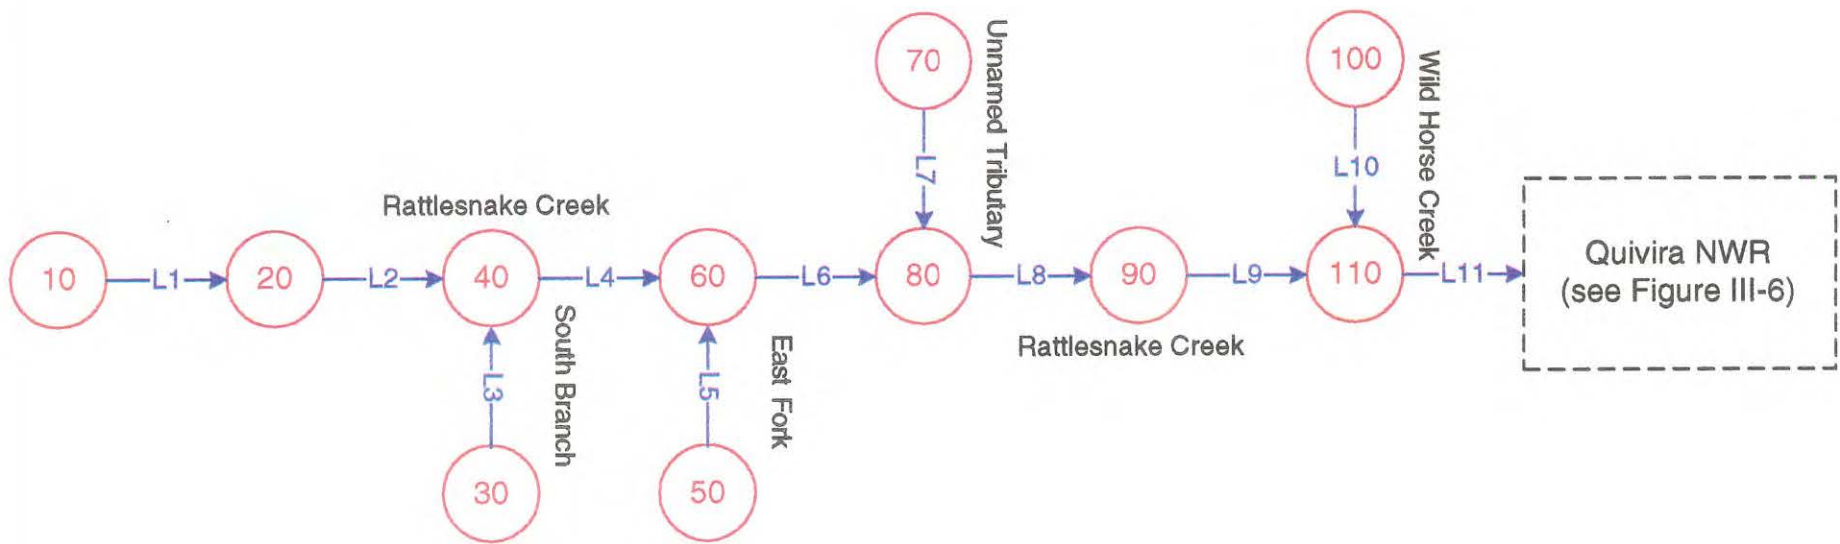 70
Unnamed Tributary
100
Wild Horse Creek
L7
L10
Rattlesnake Creek
10
L1
20
L2
40
L4
60
L6
80
L8
90
L9
110
L11
Quivira NWR
(see Figure III-6)
Rattlesnake Creek
L3
South Branch
L5
East Fork
30
50